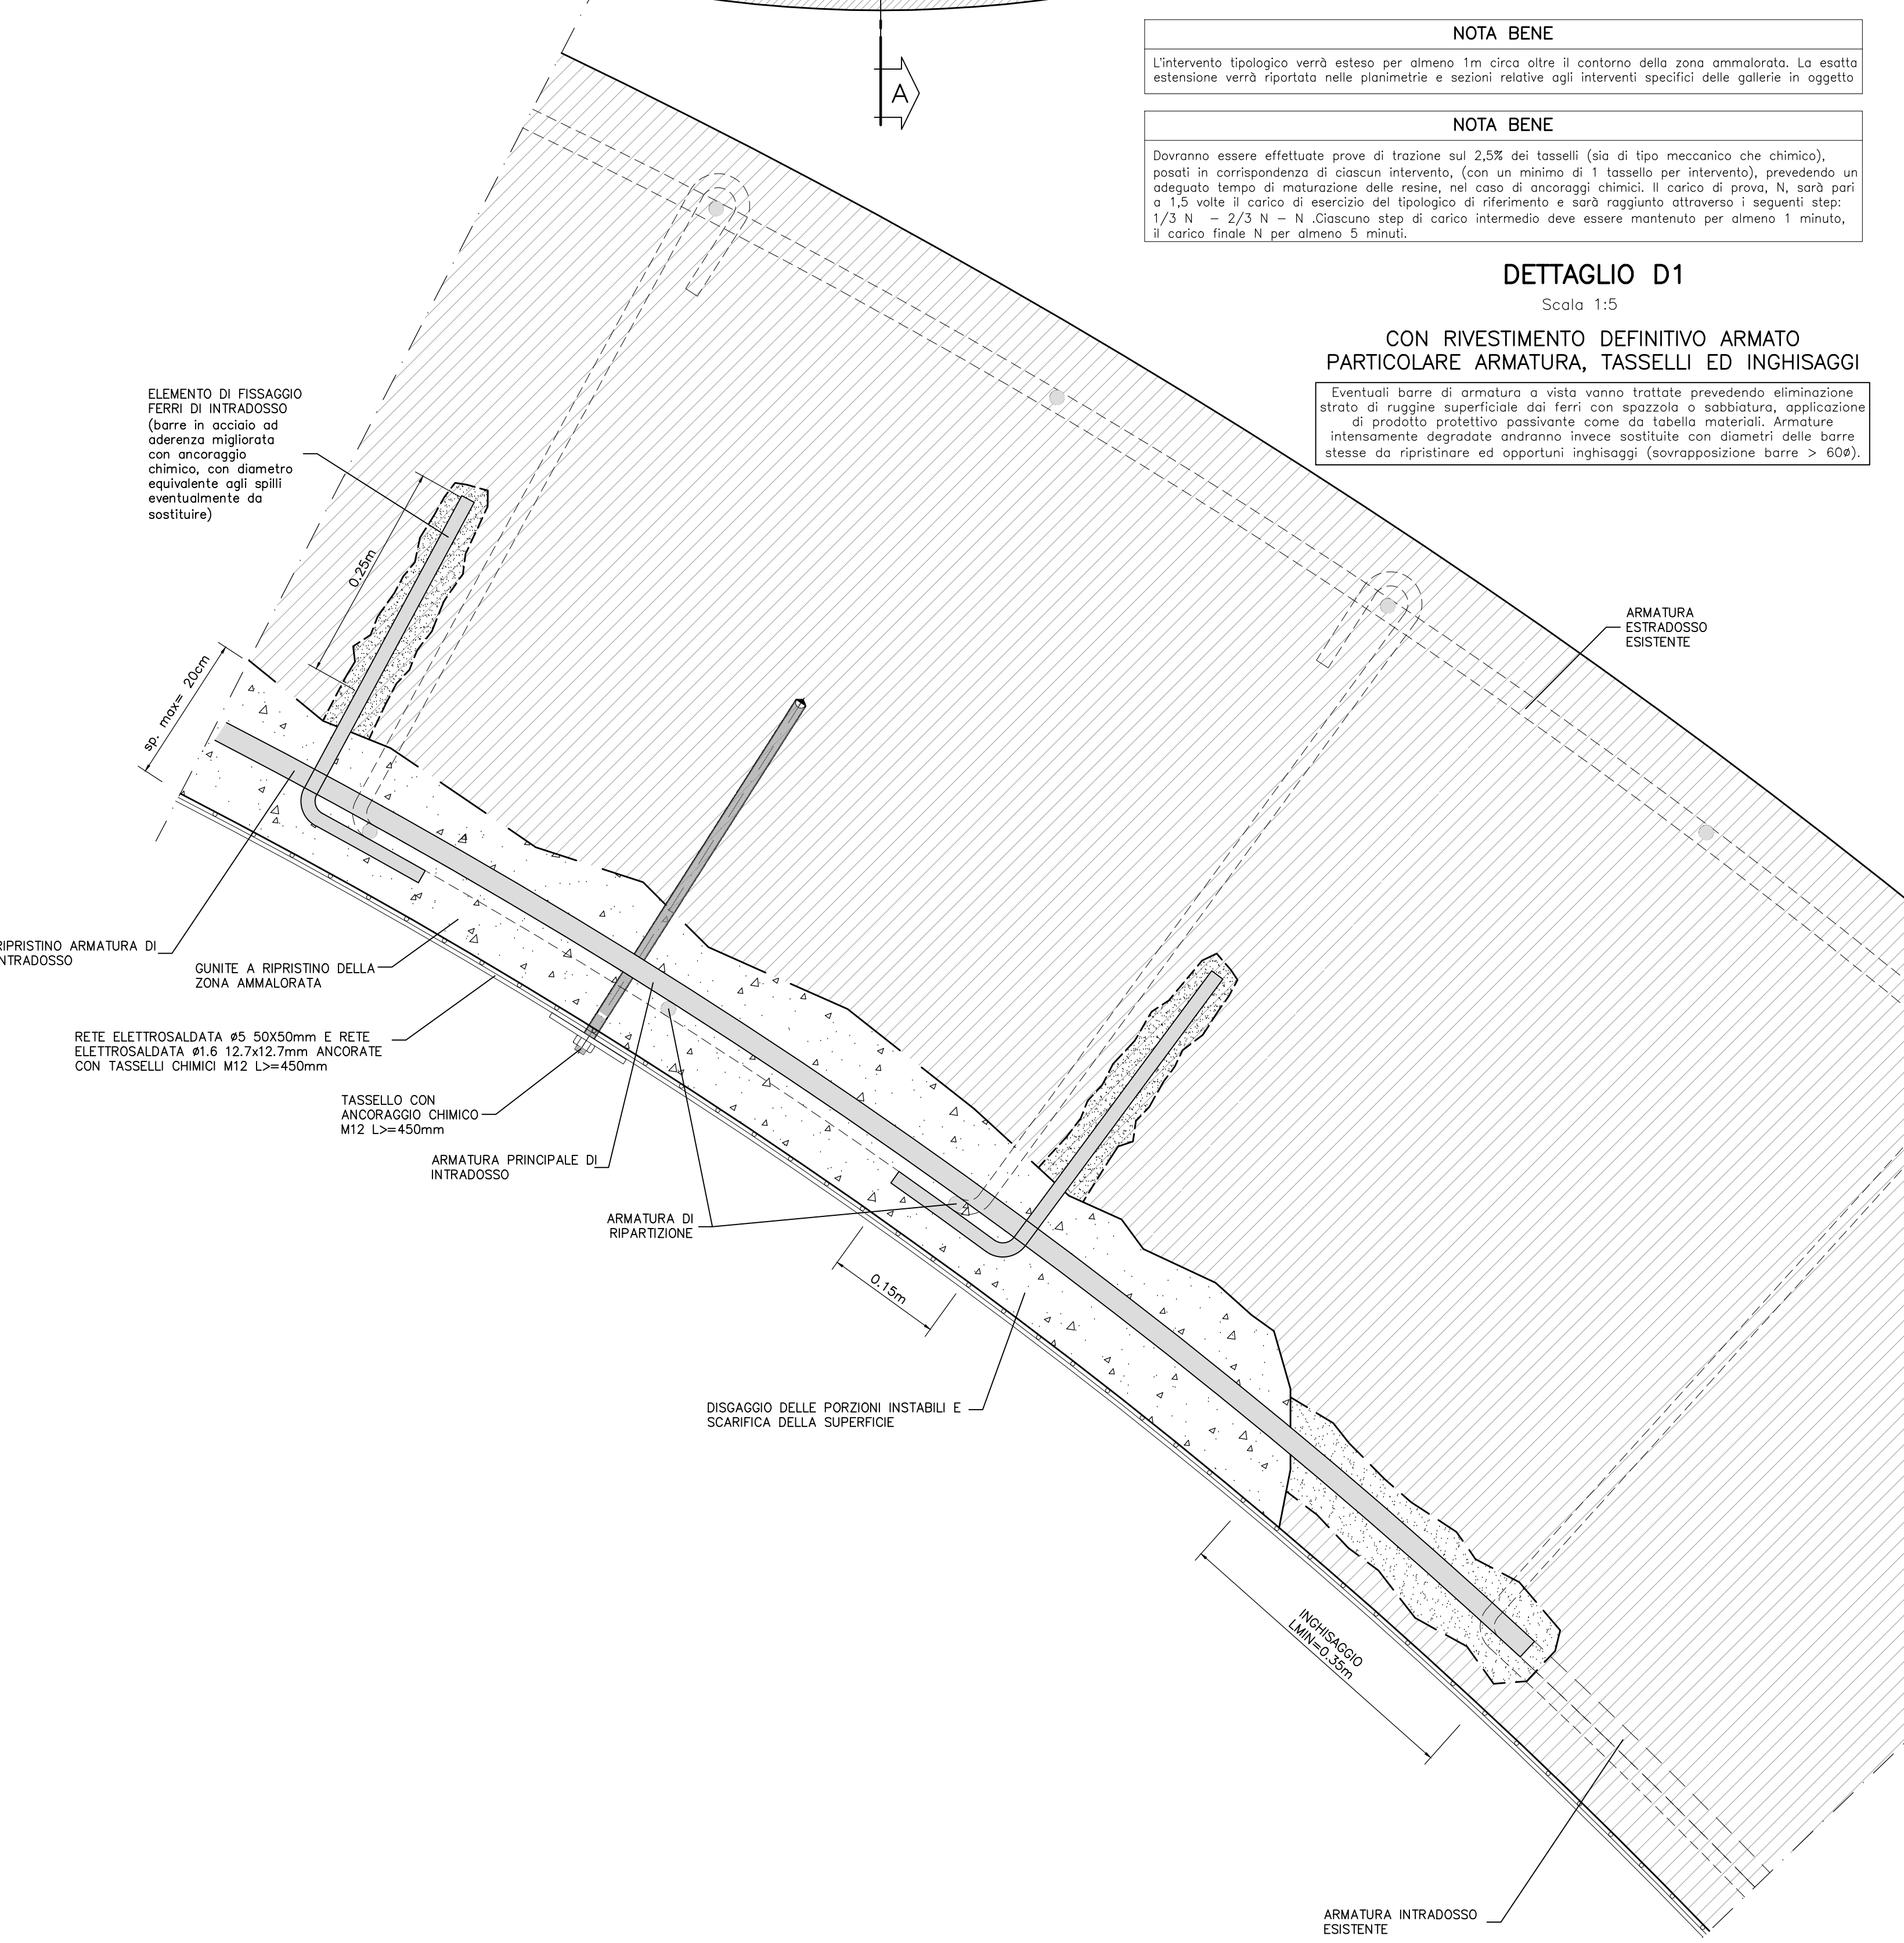 A
NOTA BENE
L'intervento tipologico verrà esteso per almeno 1m circa oltre il contorno della zona ammalorata. La esatta
estensione verrà riportata nelle planimetrie e sezioni relative agli interventi specifici delle gallerie in oggetto
NOTA BENE
Dovranno essere effettuate prove di trazione sul 2,5% dei tasselli (sia di tipo meccanico che chimico),
posati in corrispondenza di ciascun intervento, (con un minimo di 1 tassello per intervento), prevedendo un
adeguato tempo di maturazione delle resine, nel caso di ancoraggi chimici. Il carico di prova, N, sarà pari
a 1,5 volte il carico di esercizio del tipologico di riferimento e sarà raggiunto attraverso i seguenti step:
1/3 N – 2/3 N – N .Ciascuno step di carico intermedio deve essere mantenuto per almeno 1 minuto,
il carico finale N per almeno 5 minuti.
DETTAGLIO D1
Scala 1:5
CON RIVESTIMENTO DEFINITIVO ARMATO
PARTICOLARE ARMATURA, TASSELLI ED INGHISAGGI
Eventuali barre di armatura a vista vanno trattate prevedendo eliminazione
strato di ruggine superficiale dai ferri con spazzola o sabbiatura, applicazione
di prodotto protettivo passivante come da tabella materiali. Armature
intensamente degradate andranno invece sostituite con diametri delle barre
stesse da ripristinare ed opportuni inghisaggi (sovrapposizione barre > 60ø).
ELEMENTO DI FISSAGGIO
FERRI DI INTRADOSSO
(barre in acciaio ad
aderenza migliorata
con ancoraggio
chimico, con diametro
equivalente agli spilli
eventualmente da
sostituire)
0.25m
sp. max= 20cm
ARMATURA
ESTRADOSSO
ESISTENTE
RIPRISTINO ARMATURA DI
NTRADOSSO
GUNITE A RIPRISTINO DELLA
ZONA AMMALORATA
RETE ELETTROSALDATA ø5 50X50mm E RETE
ELETTROSALDATA ø1.6 12.7x12.7mm ANCORATE
CON TASSELLI CHIMICI M12 L>=450mm
TASSELLO CON
ANCORAGGIO CHIMICO
M12 L>=450mm
ARMATURA PRINCIPALE DI
INTRADOSSO
ARMATURA DI
RIPARTIZIONE
0.15m
DISGAGGIO DELLE PORZIONI INSTABILI E
SCARIFICA DELLA SUPERFICIE
INGHISAGGIO
LMIN=0.35m
ARMATURA INTRADOSSO
ESISTENTE